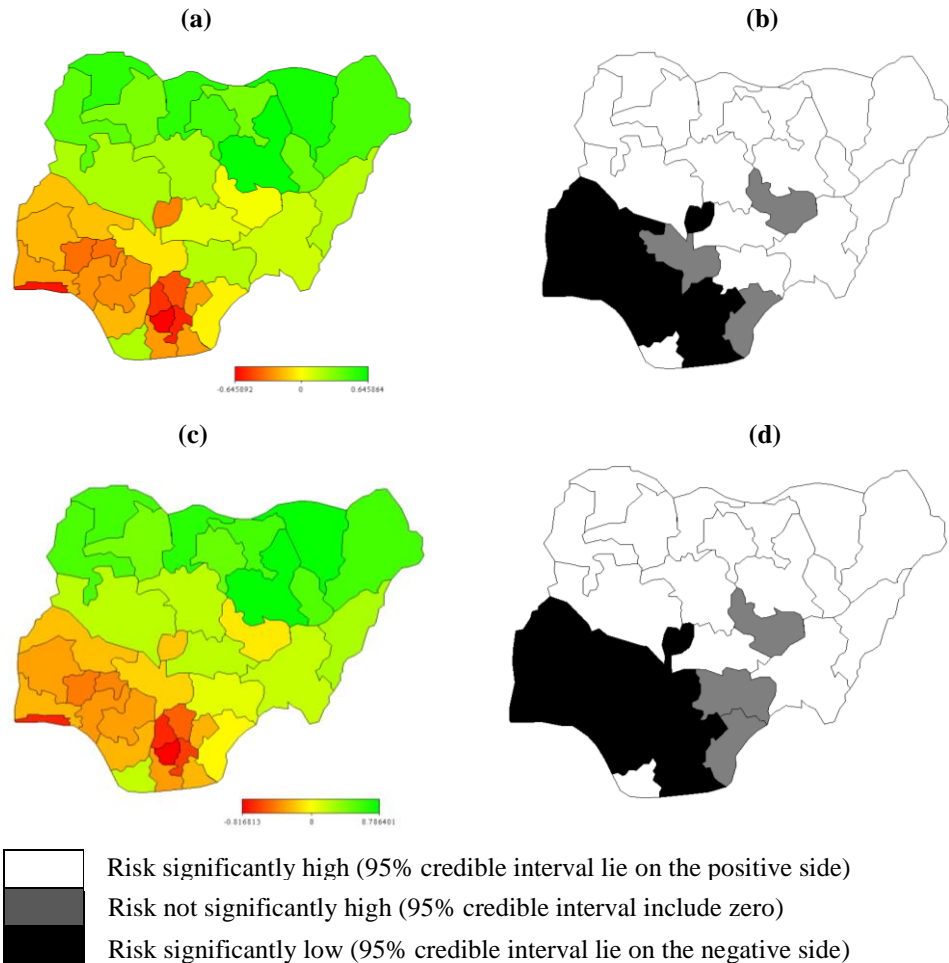 (a)
(b)
-0.645892 0 0.645864
(c)
(d)
-0.816813 0 0.786401
Risk significantly high (95% credible interval lie on the positive side)
Risk not significantly high (95% credible interval include zero)
Risk significantly low (95% credible interval lie on the negative side)